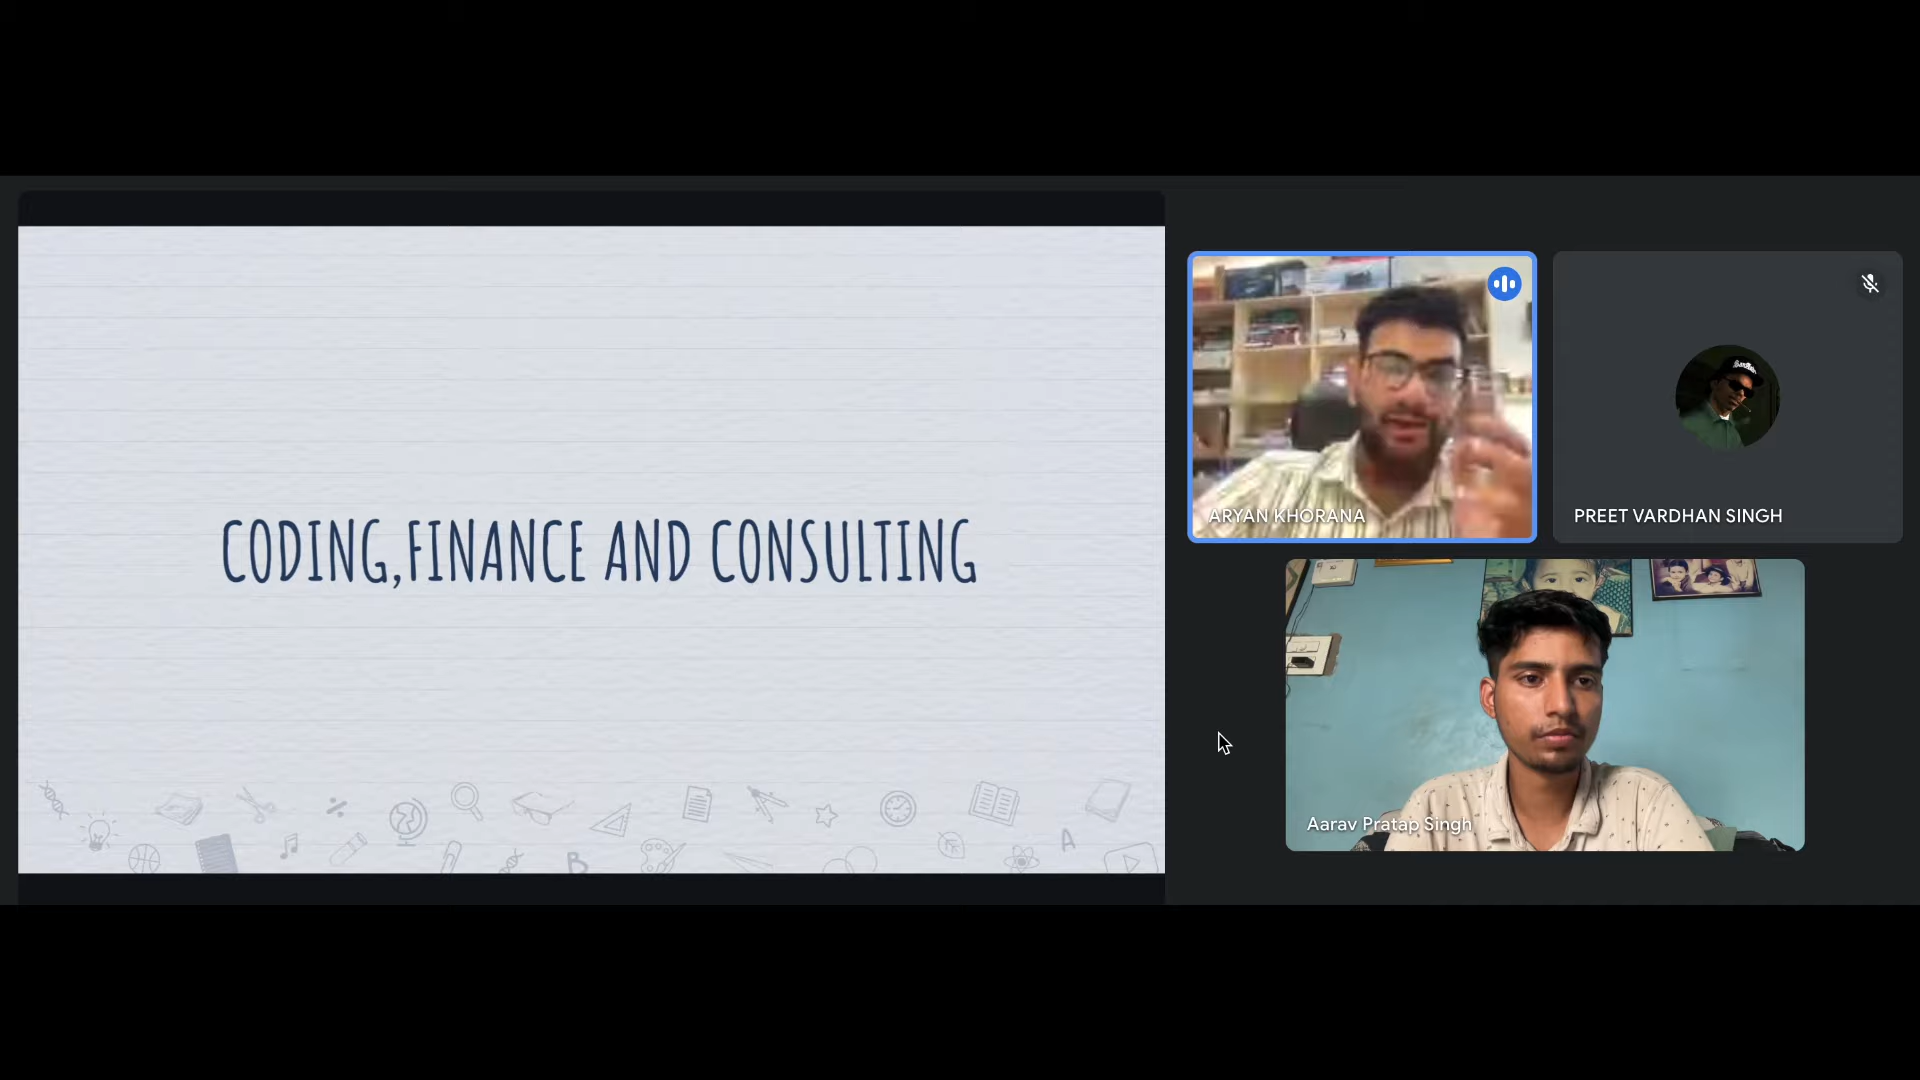 CODING,FINANCE AND CONSULTING
ARYAN KHORANA
PREET VARDHAN SINGH
Aarav Pratap Singh
B
A